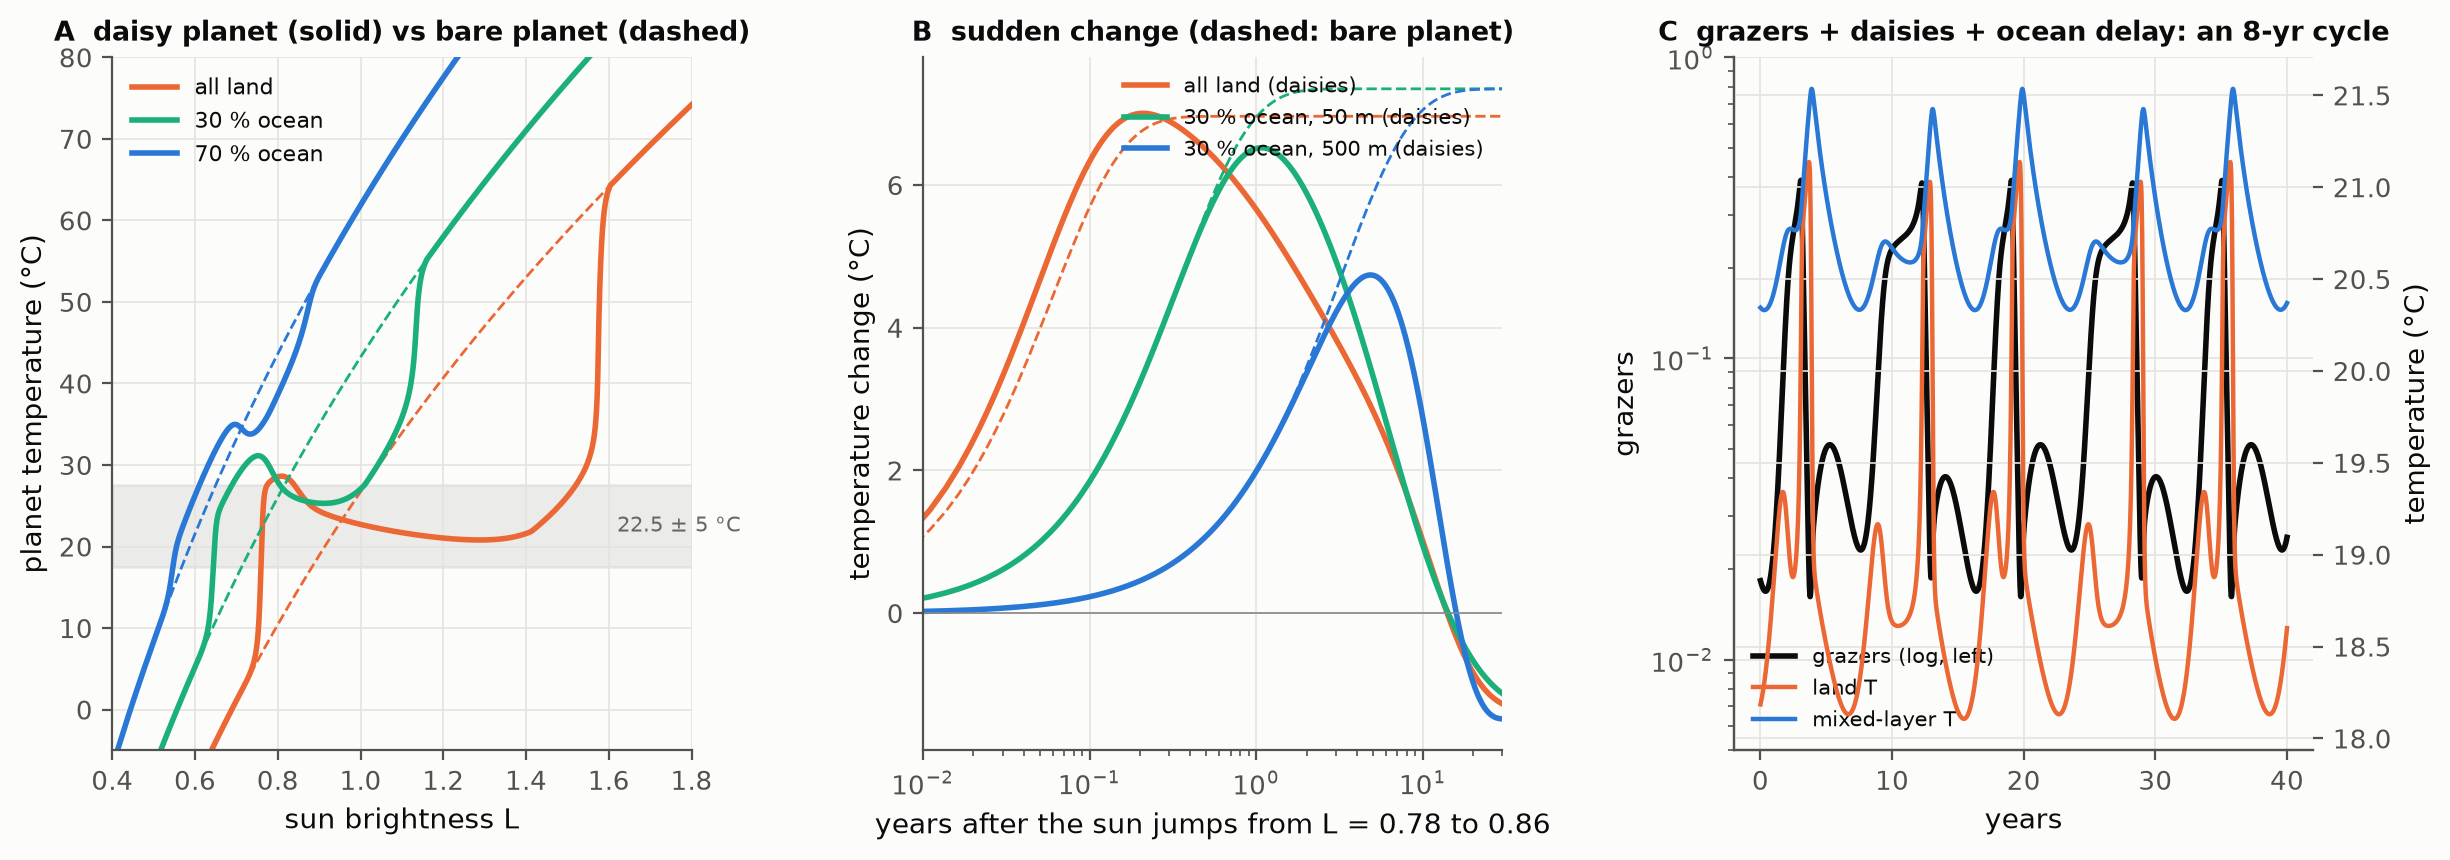 A  daisy planet (solid) vs bare planet (dashed)
80
70
60
50
40
30
20
10
0
planet temperature (°C)
all land
30 % ocean
70 % ocean
22.5 ± 5 °C
0.4
0.6
0.8
1.0
1.2
1.4
1.6
1.8
sun brightness L
B  sudden change (dashed: bare planet)
6
4
2
0
temperature change (°C)
all land (daisies)
30 % ocean, 50 m (daisies)
30 % ocean, 500 m (daisies)
10⁻²
10⁻¹
10⁰
10¹
years after the sun jumps from L = 0.78 to 0.86
C  grazers + daisies + ocean delay: an 8-yr cycle
10⁰
10⁻¹
10⁻²
grazers
grazers (log, left)
land T
mixed-layer T
0
10
20
30
40
years
21.5
21.0
20.5
20.0
19.5
19.0
18.5
18.0
temperature (°C)